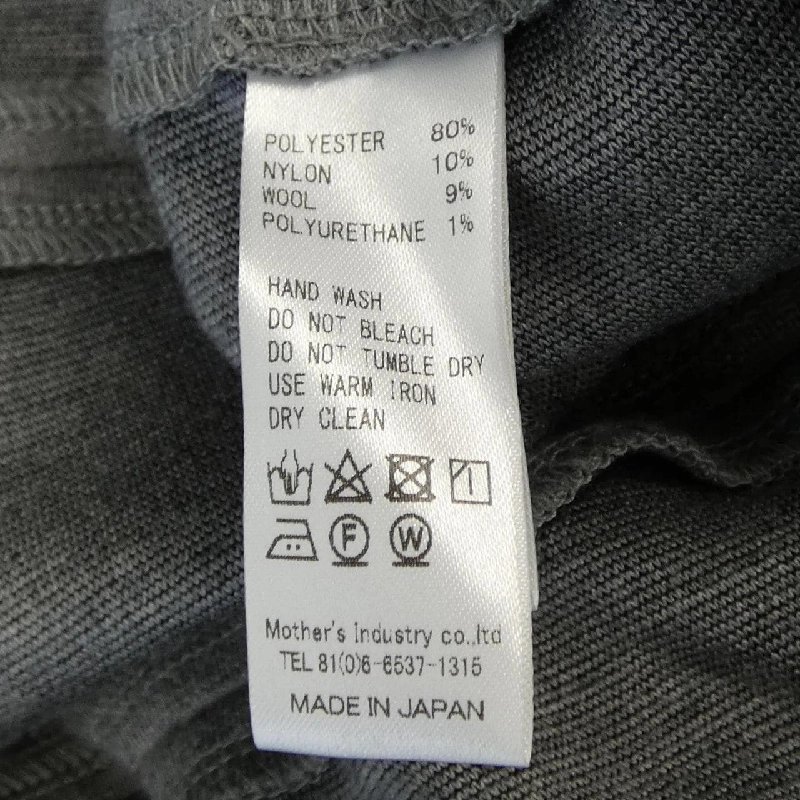 POLYESTER 80%
NYLON 10%
WOOL 9%
POLYURETHANE 1%
HAND WASH
DO NOT BLEACH
DO NOT TUMBLE DRY
USE WARM IRON
DRY CLEAN
F W
Mother's Industry co.,ltd
TEL 81(0)6-6537-1315
MADE IN JAPAN